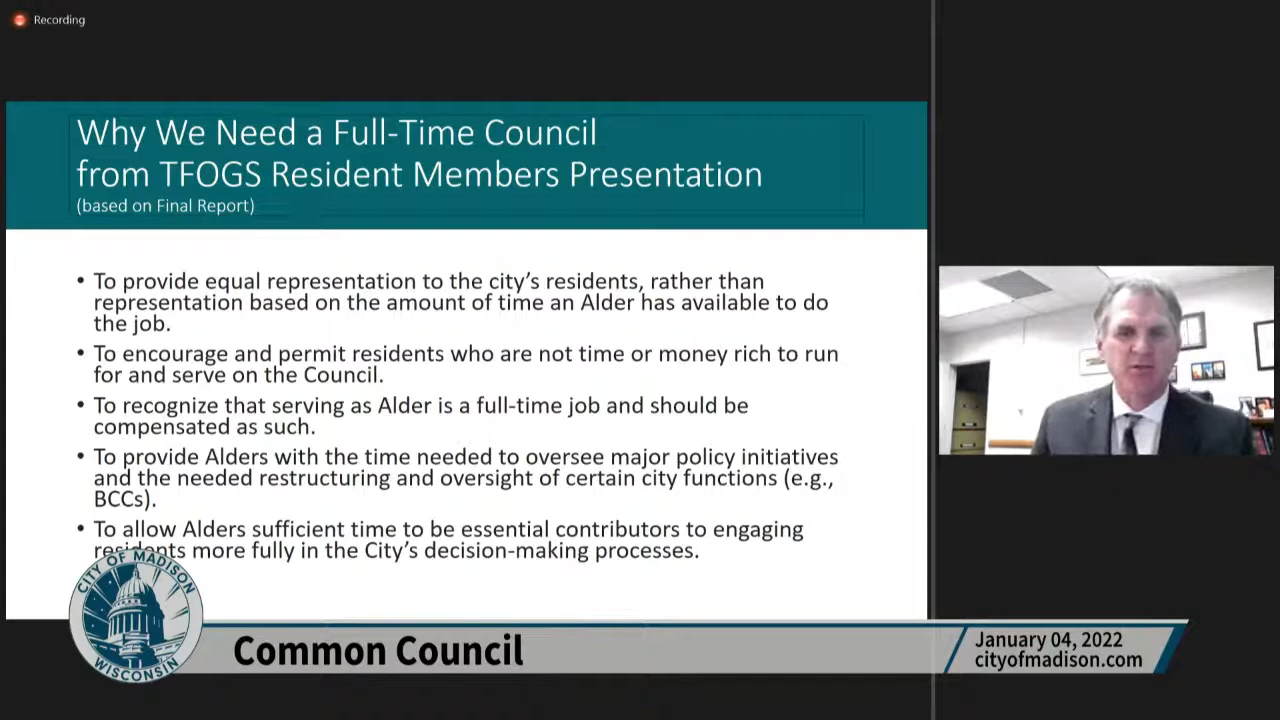 Recording
Why We Need a Full-Time Council
from TFOGS Resident Members Presentation
(based on Final Report)
• To provide equal representation to the city's residents, rather than
representation based on the amount of time an Alder has available to do
the job.
• To encourage and permit residents who are not time or money rich to run
for and serve on the Council.
• To recognize that serving as Alder is a full-time job and should be
compensated as such.
• To provide Alders with the time needed to oversee major policy initiatives
and the needed restructuring and oversight of certain city functions (e.g.,
BCCs).
• To allow Alders sufficient time to be essential contributors to engaging
residents more fully in the City's decision-making processes.
CITY OF MADISON
WISCONSIN
Common Council
January 04, 2022
cityofmadison.com